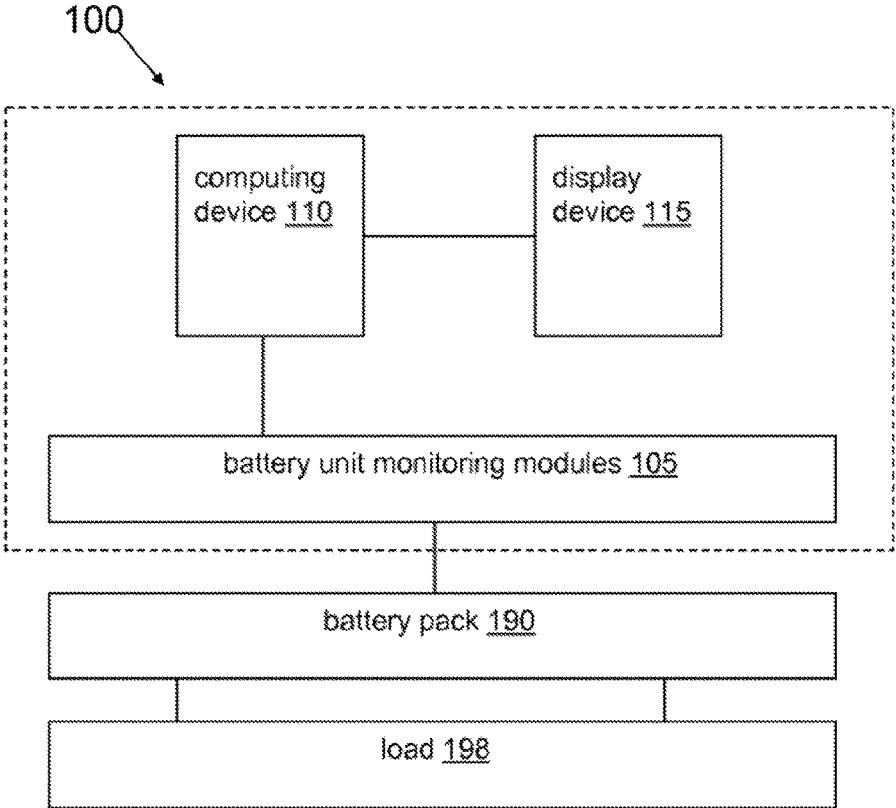 100
computing
device 110
display
device 115
battery unit monitoring modules 105
battery pack 190
load 198